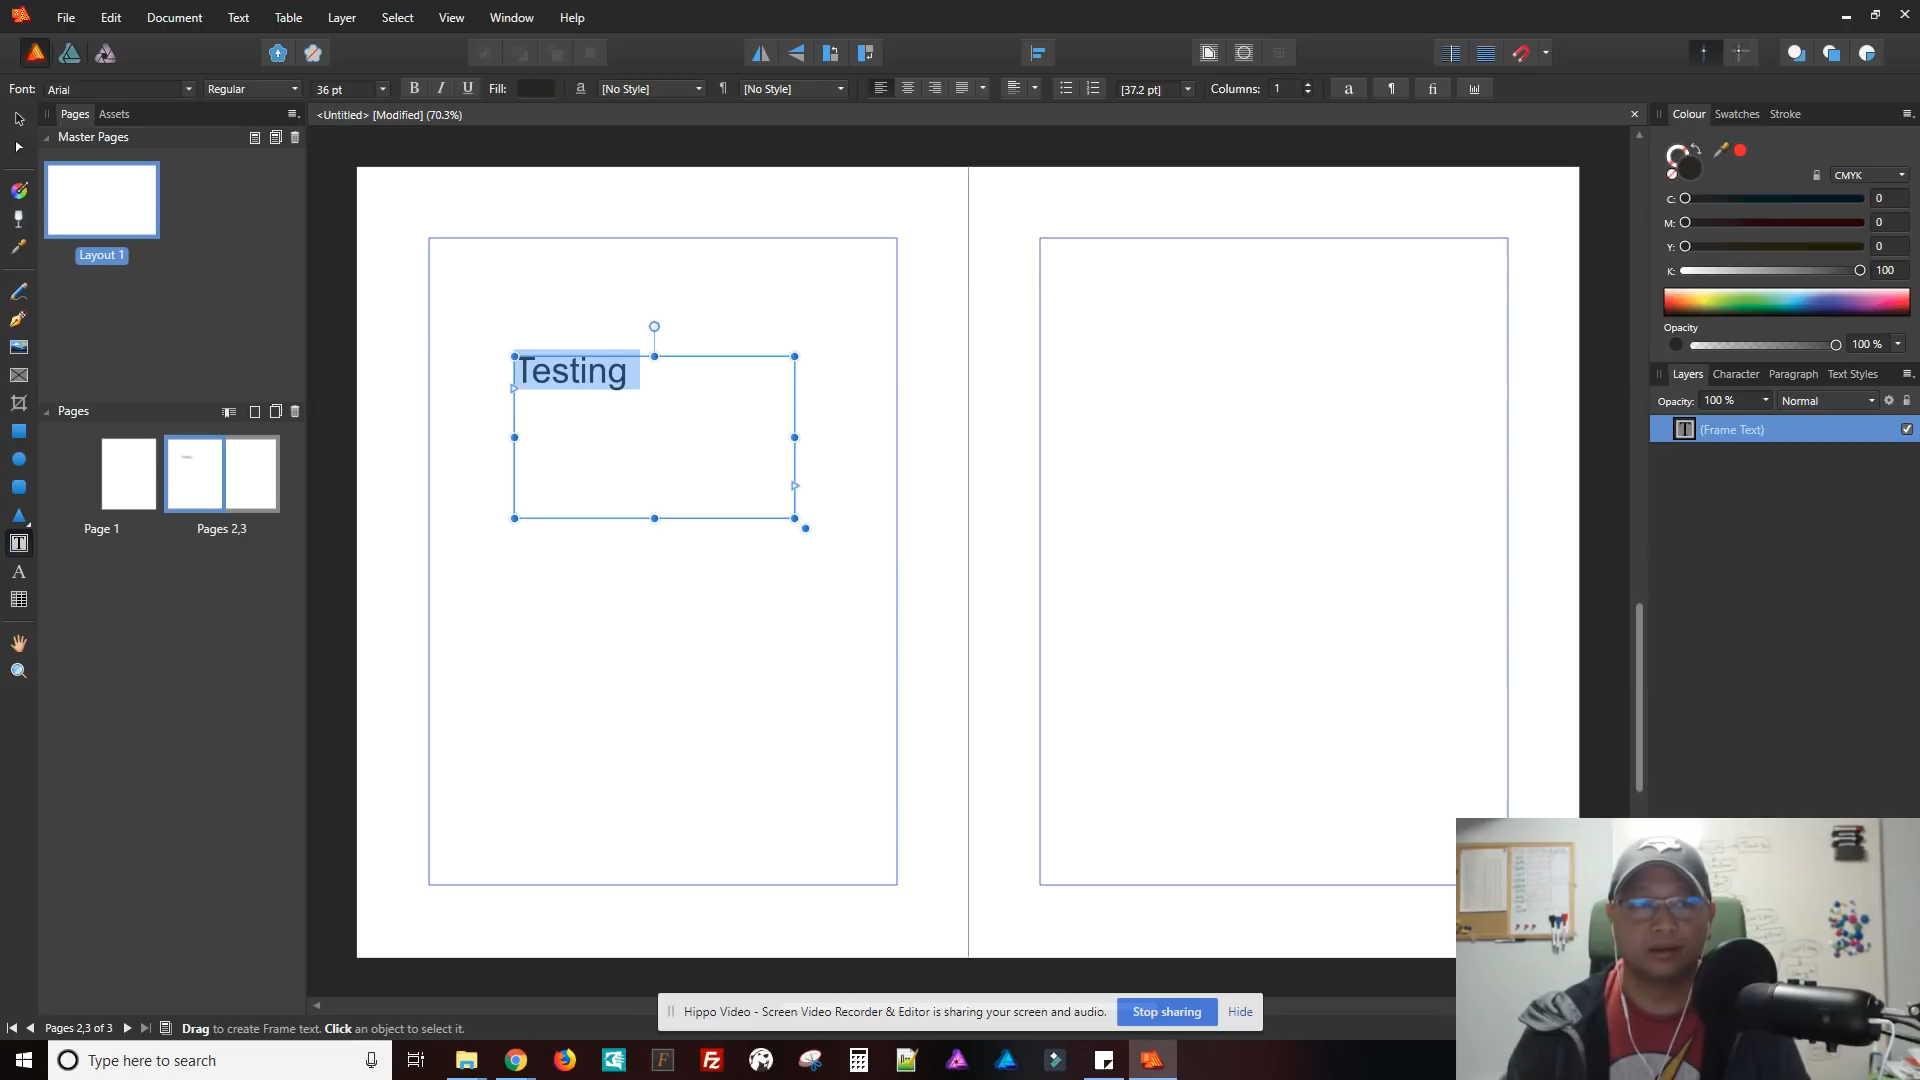 File Edit Document Text Table Layer Select View Window Help
Font: Arial Regular 36 pt B I U Fill: a [No Style] ¶ [No Style] [37.2 pt] Columns: 1 a ¶ fi
Pages Assets
<Untitled> [Modified] (70.3%)
Colour Swatches Stroke
Master Pages
CMYK
C: 0
M: 0
Y: 0
K: 100
Layout 1
Opacity
100 %
Layers Character Paragraph Text Styles
Opacity: 100 % Normal
T (Frame Text)
Testing
Pages
Page 1
Pages 2,3
T
A
Hippo Video - Screen Video Recorder & Editor is sharing your screen and audio. Stop sharing Hide
Pages 2,3 of 3 Drag to create Frame text. Click an object to select it.
Type here to search
F Fz